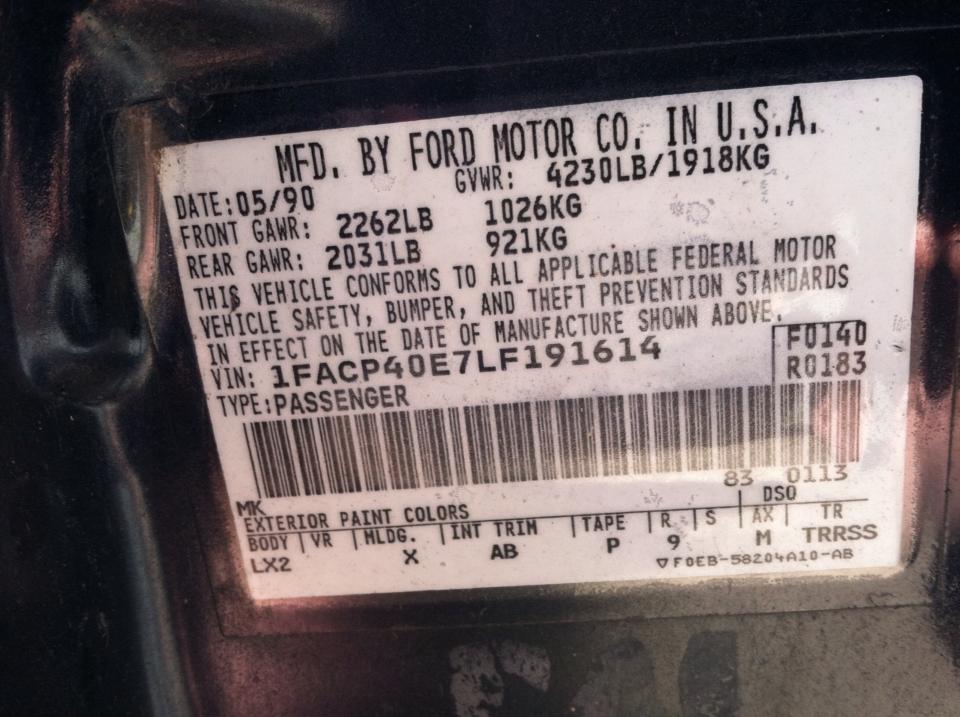 MFD. BY FORD MOTOR CO. IN U.S.A.
DATE:05/90 GVWR: 4230LB/1918KG
FRONT GAWR: 2262LB 1026KG
REAR GAWR: 2031LB 921KG
THIS VEHICLE CONFORMS TO ALL APPLICABLE FEDERAL MOTOR
VEHICLE SAFETY, BUMPER, AND THEFT PREVENTION STANDARDS
IN EFFECT ON THE DATE OF MANUFACTURE SHOWN ABOVE.
VIN: 1FACP40E7LF191614 F0140
TYPE:PASSENGER R0183
83 0113
MK DSO
EXTERIOR PAINT COLORS
BODY VR MLDG. INT TRIM TAPE R S AX TR
LX2 X AB P 9 M TRRSS
▽F0EB-58204A10-AB